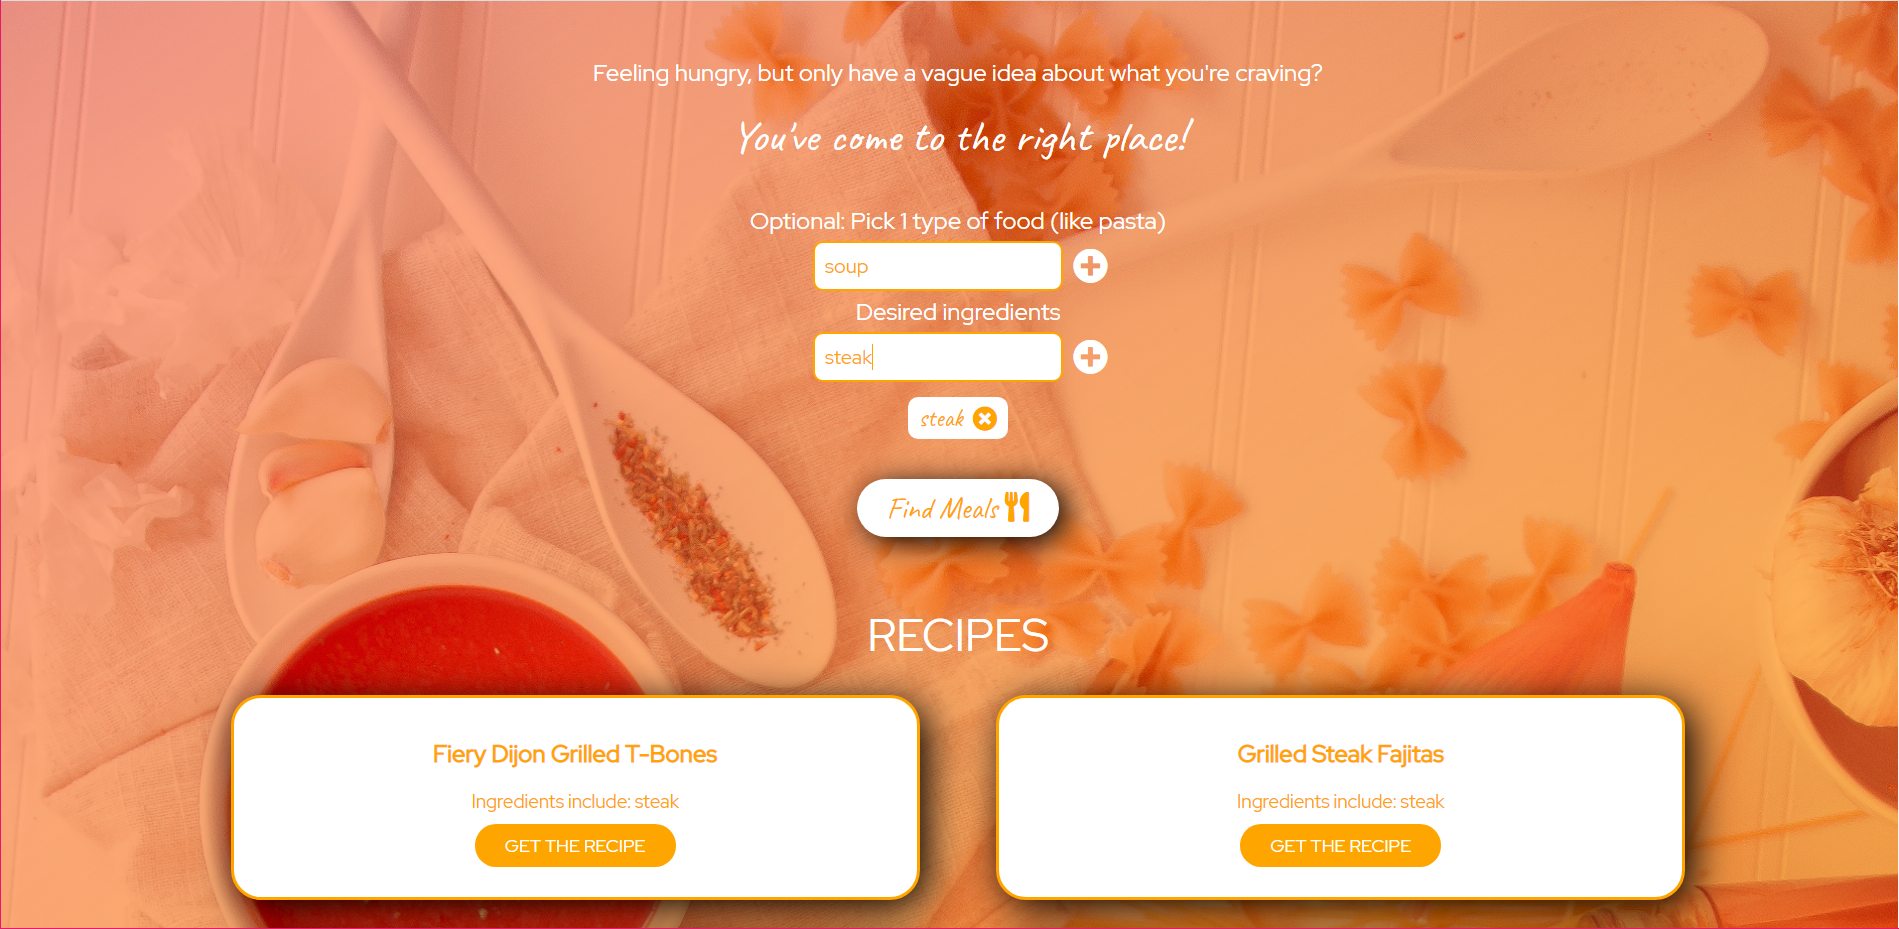 Feeling hungry, but only have a vague idea about what you're craving?
You've come to the right place!
Optional: Pick 1 type of food (like pasta)
soup
Desired ingredients
steak
steak
Find Meals
RECIPES
Fiery Dijon Grilled T-Bones
Ingredients include: steak
GET THE RECIPE
Grilled Steak Fajitas
Ingredients include: steak
GET THE RECIPE